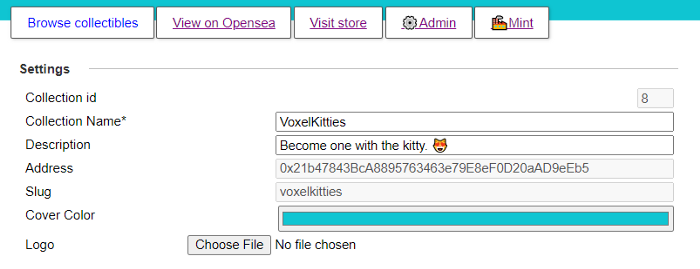 Browse collectibles View on Opensea Visit store ⚙Admin Mint
Settings
Collection id 8
Collection Name* VoxelKitties
Description Become one with the kitty. 😻
Address 0x21b47843BcA8895763463e79E8eF0D20aAD9eEb5
Slug voxelkitties
Cover Color
Logo Choose File No file chosen